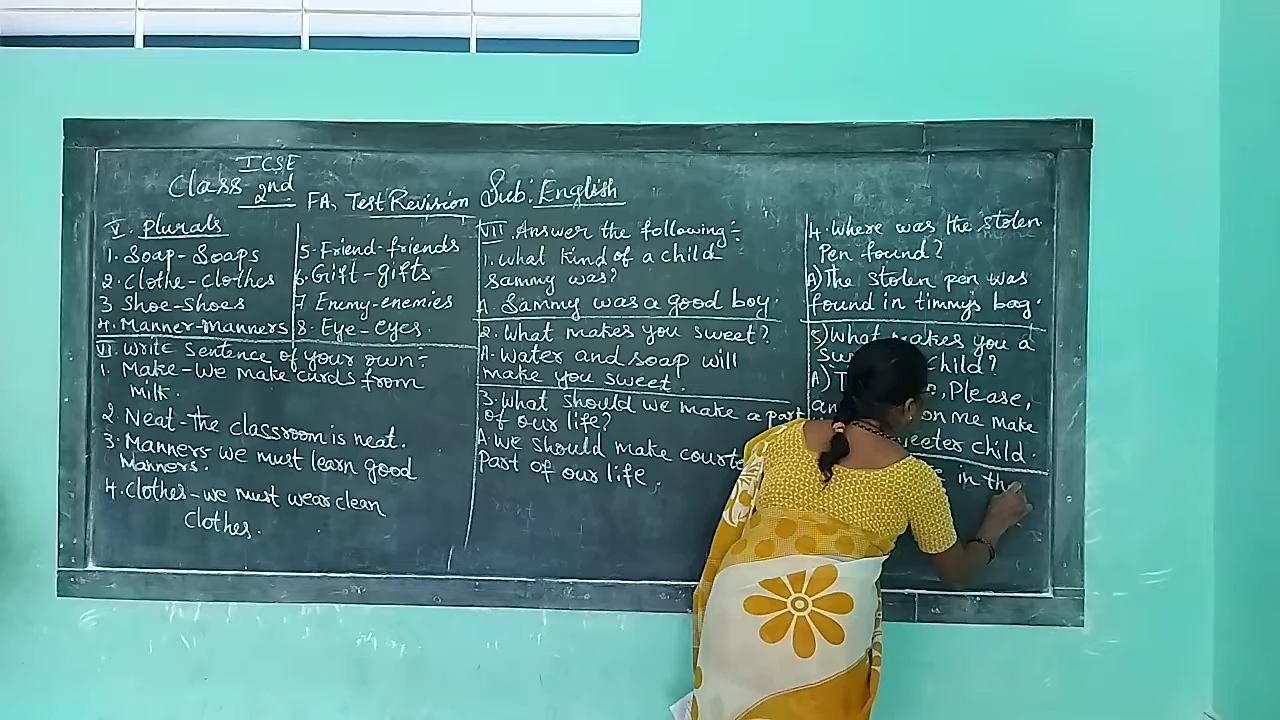 ICSE
Class 2nd FA, Test Revision Sub: English
V. plurals
1. Soap - Soaps
2. Clothe - clothes
3 Shoe - shoes
4. Manner - manners
5. Friend - friends
6. Gift - gifts
7 Enemy - enemies
8. Eye - eyes.
VI. Write sentence of your own:-
1. Make - We make curds from
milk.
2 Neat - the classroom is neat.
3. Manners we must learn good
Manners.
4. Clothes - we must wear clean
Clothes.
VII. Answer the following:-
1. What kind of a child
Sammy was?
A. Sammy was a good boy.
2. What makes you sweet?
A. Water and soap will
make you sweet.
3. What should we make a part
of our life?
A we should make
part of our life.
4. Where was the stolen
Pen found?
A) The stolen pen was
found in timmy's bag.
5) What makes you a
child?
A) Please,
me make
child.
in